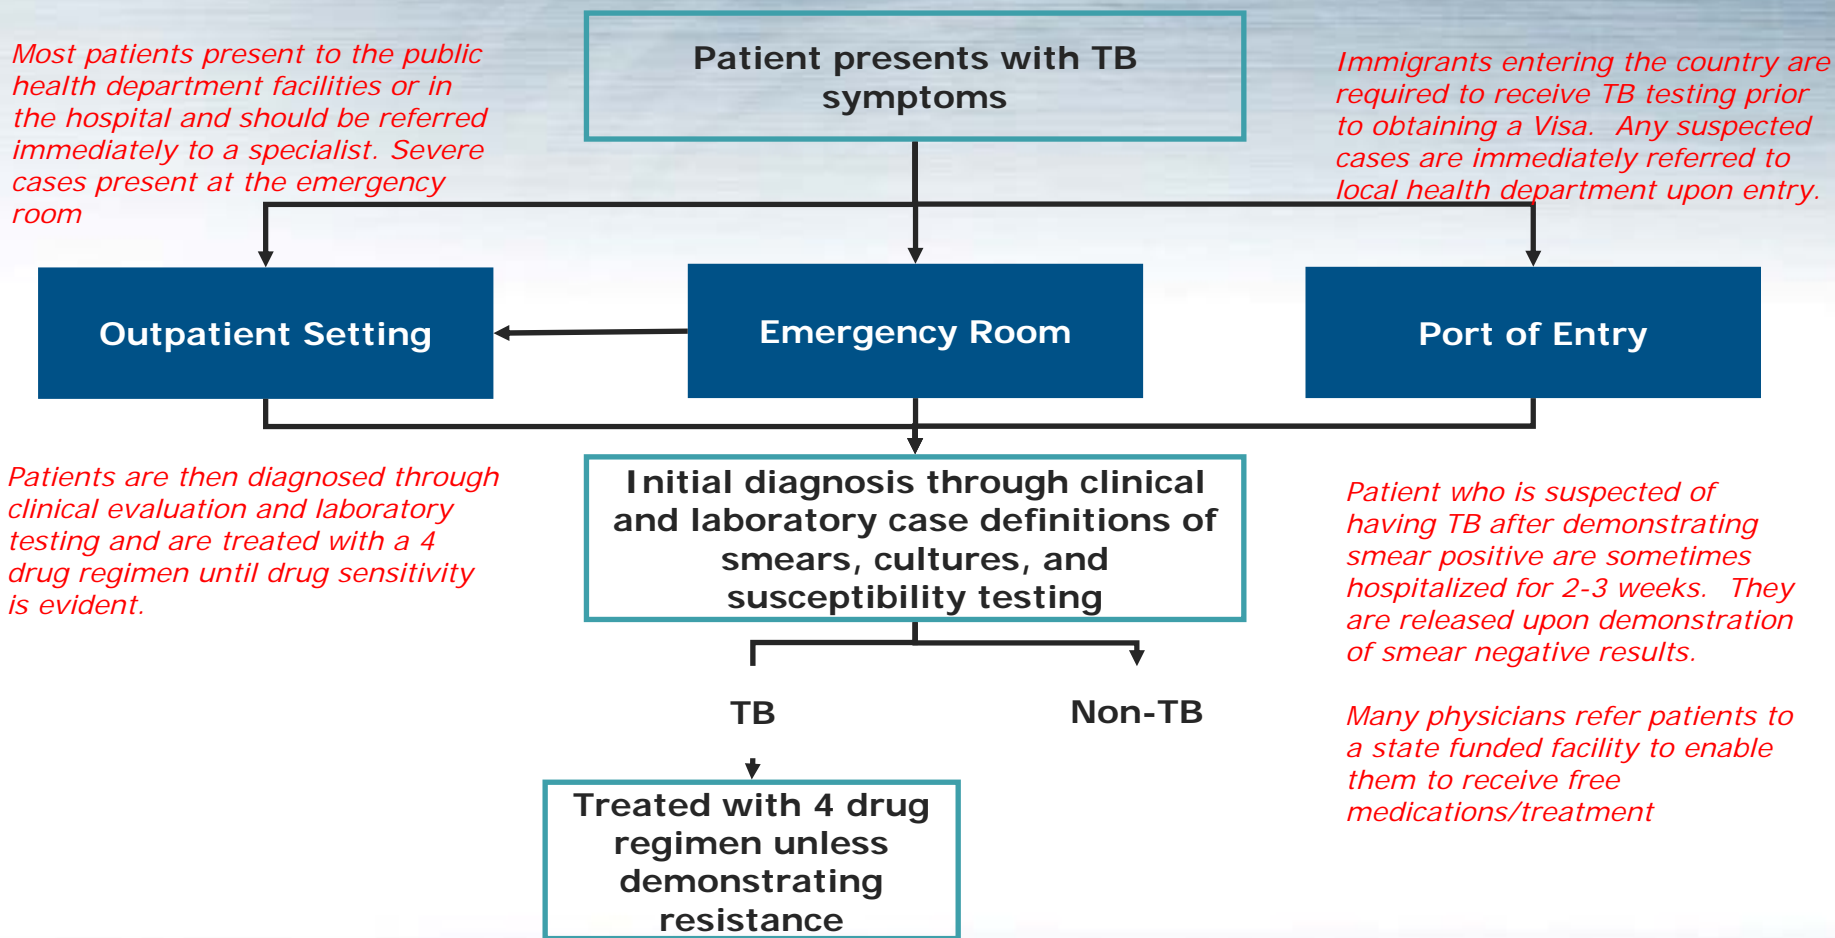 Most patients present to the public
health department facilities or in
the hospital and should be referred
immediately to a specialist. Severe
cases present at the emergency
room
Patient presents with TB
symptoms
Immigrants entering the country are
required to receive TB testing prior
to obtaining a Visa.  Any suspected
cases are immediately referred to
local health department upon entry.
Outpatient Setting
Emergency Room
Port of Entry
Patients are then diagnosed through
clinical evaluation and laboratory
testing and are treated with a 4
drug regimen until drug sensitivity
is evident.
Initial diagnosis through clinical
and laboratory case definitions of
smears, cultures, and
susceptibility testing
Patient who is suspected of
having TB after demonstrating
smear positive are sometimes
hospitalized for 2-3 weeks.  They
are released upon demonstration
of smear negative results.
Many physicians refer patients to
a state funded facility to enable
them to receive free
medications/treatment
TB
Non-TB
Treated with 4 drug
regimen unless
demonstrating
resistance